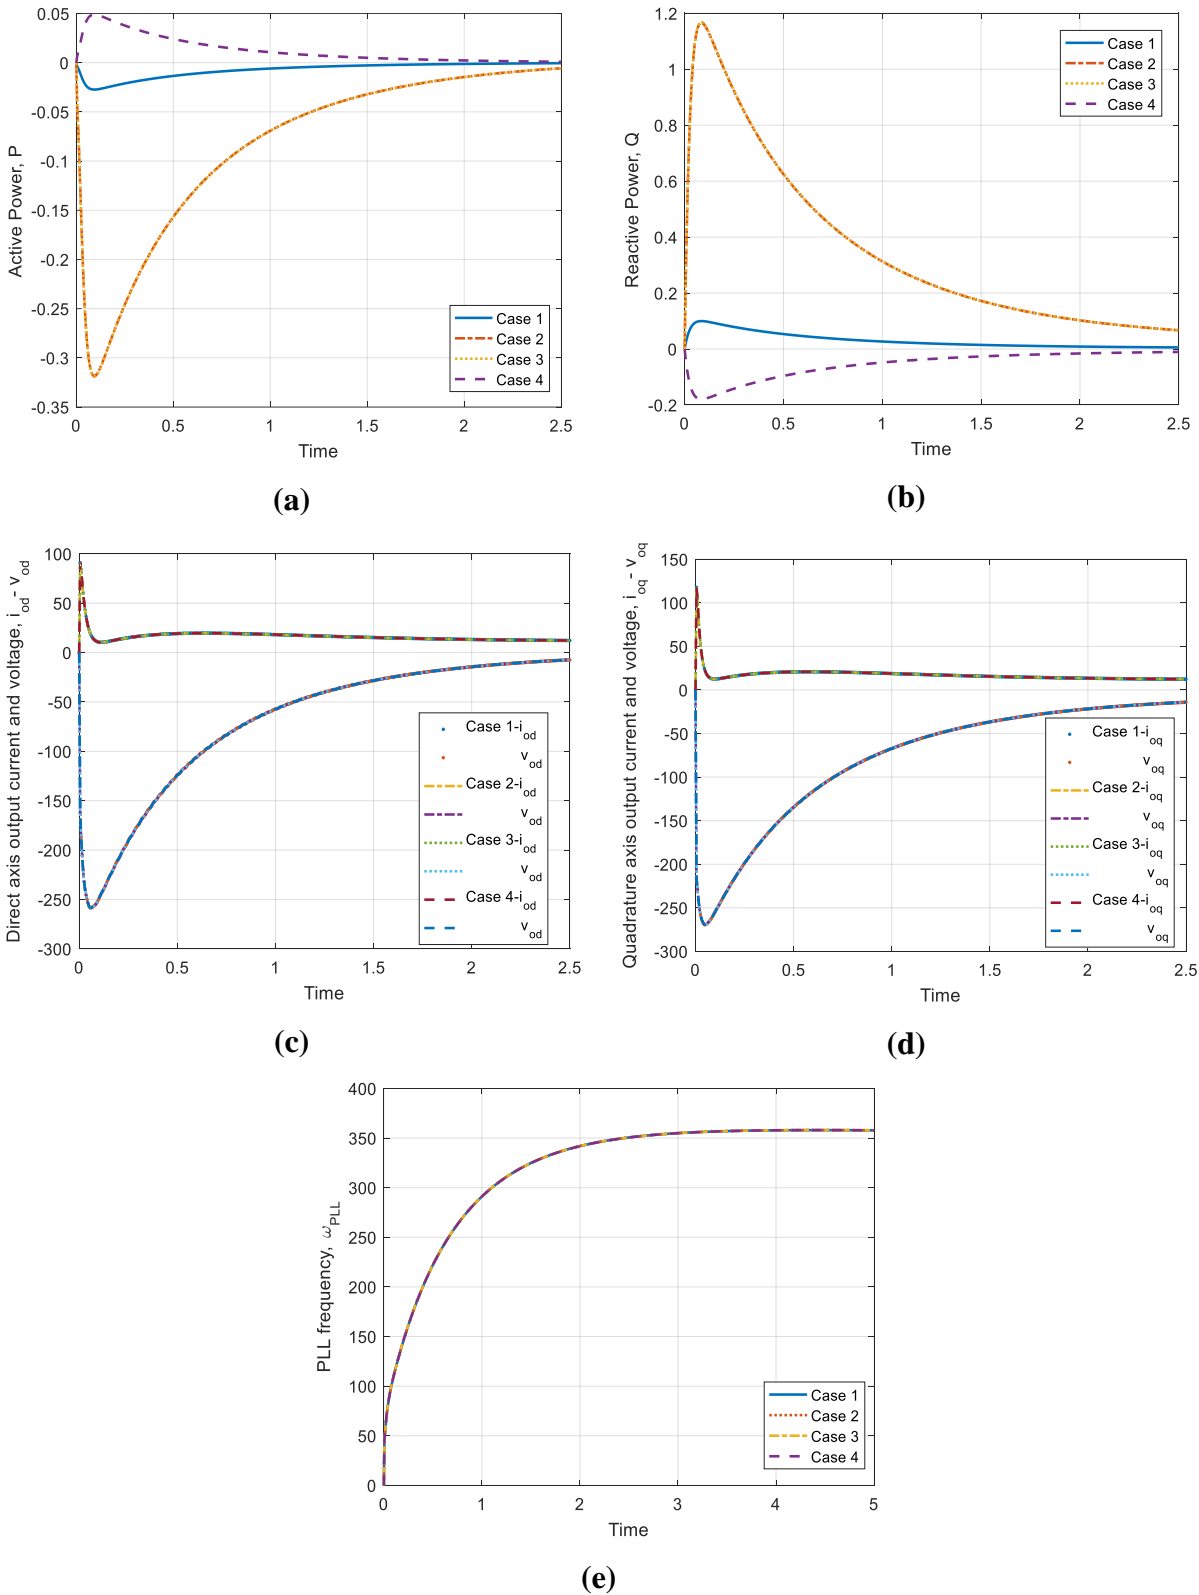 0.05
0
-0.05
-0.1
-0.15
-0.2
-0.25
-0.3
-0.35
Active Power, P
Case 1
Case 2
Case 3
Case 4
0 0.5 1 1.5 2 2.5
Time
(a)
1.2
1
0.8
0.6
0.4
0.2
0
-0.2
Reactive Power, Q
Case 1
Case 2
Case 3
Case 4
0 0.5 1 1.5 2 2.5
Time
(b)
100
50
0
-50
-100
-150
-200
-250
-300
Direct axis output current and voltage, i_od - v_od
Case 1-i_od
v_od
Case 2-i_od
v_od
Case 3-i_od
v_od
Case 4-i_od
v_od
0 0.5 1 1.5 2 2.5
Time
(c)
150
100
50
0
-50
-100
-150
-200
-250
-300
Quadrature axis output current and voltage, i_oq - v_oq
Case 1-i_oq
v_oq
Case 2-i_oq
v_oq
Case 3-i_oq
v_oq
Case 4-i_oq
v_oq
0 0.5 1 1.5 2 2.5
Time
(d)
400
350
300
250
200
150
100
50
0
PLL frequency, ω_PLL
Case 1
Case 2
Case 3
Case 4
0 1 2 3 4 5
Time
(e)